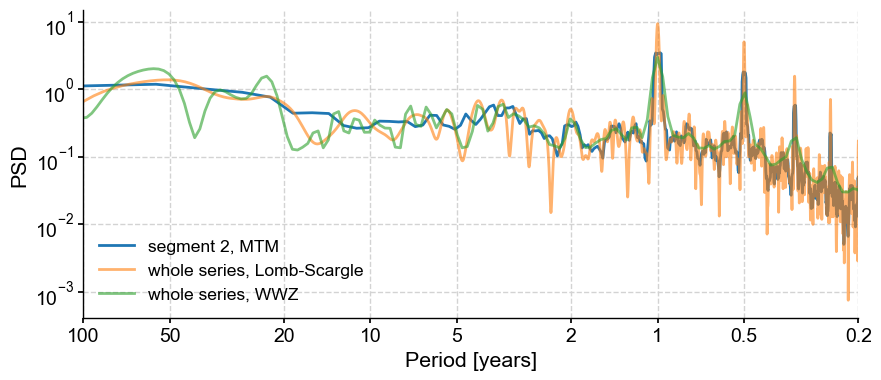 10^1
10^0
10^−1
10^−2
10^−3
PSD
segment 2, MTM
whole series, Lomb-Scargle
whole series, WWZ
100 50 20 10 5 2 1 0.5 0.2
Period [years]